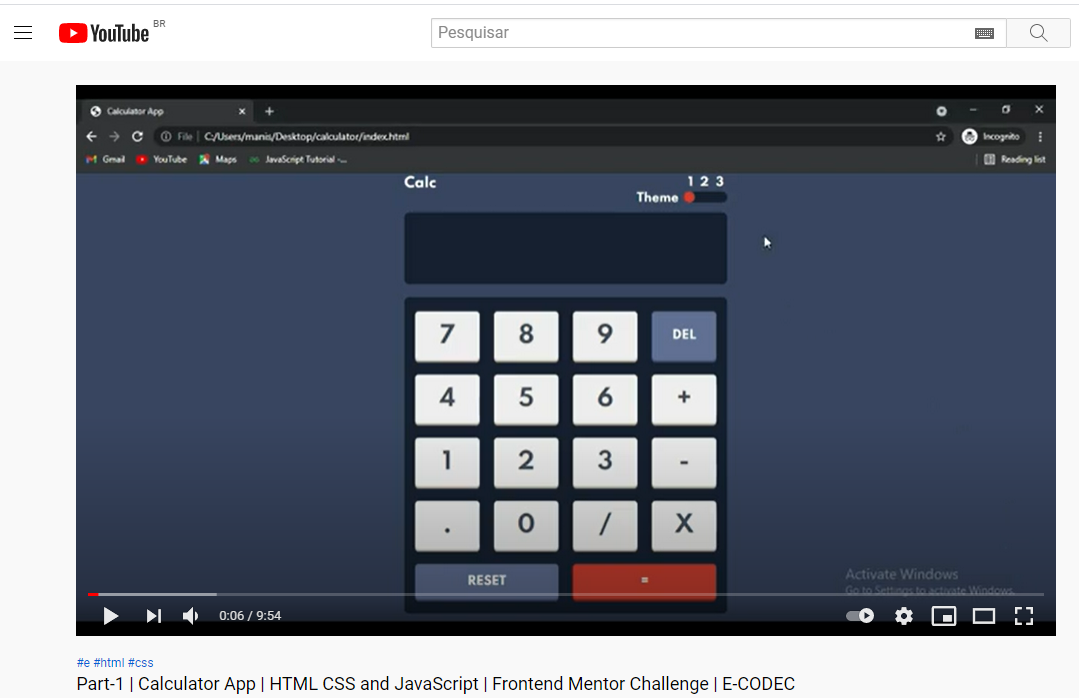 YouTube BR
Pesquisar
Calculator App
File C:/Users/manis/Desktop/calculator/index.html Incognito
Gmail YouTube Maps JavaScript Tutorial -... Reading list
Calc
1 2 3
Theme
7 8 9 DEL
4 5 6 +
1 2 3 -
. 0 / X
RESET =
Activate Windows
Go to Settings to activate Windows.
0:06 / 9:54
#e #html #css
Part-1 | Calculator App | HTML CSS and JavaScript | Frontend Mentor Challenge | E-CODEC